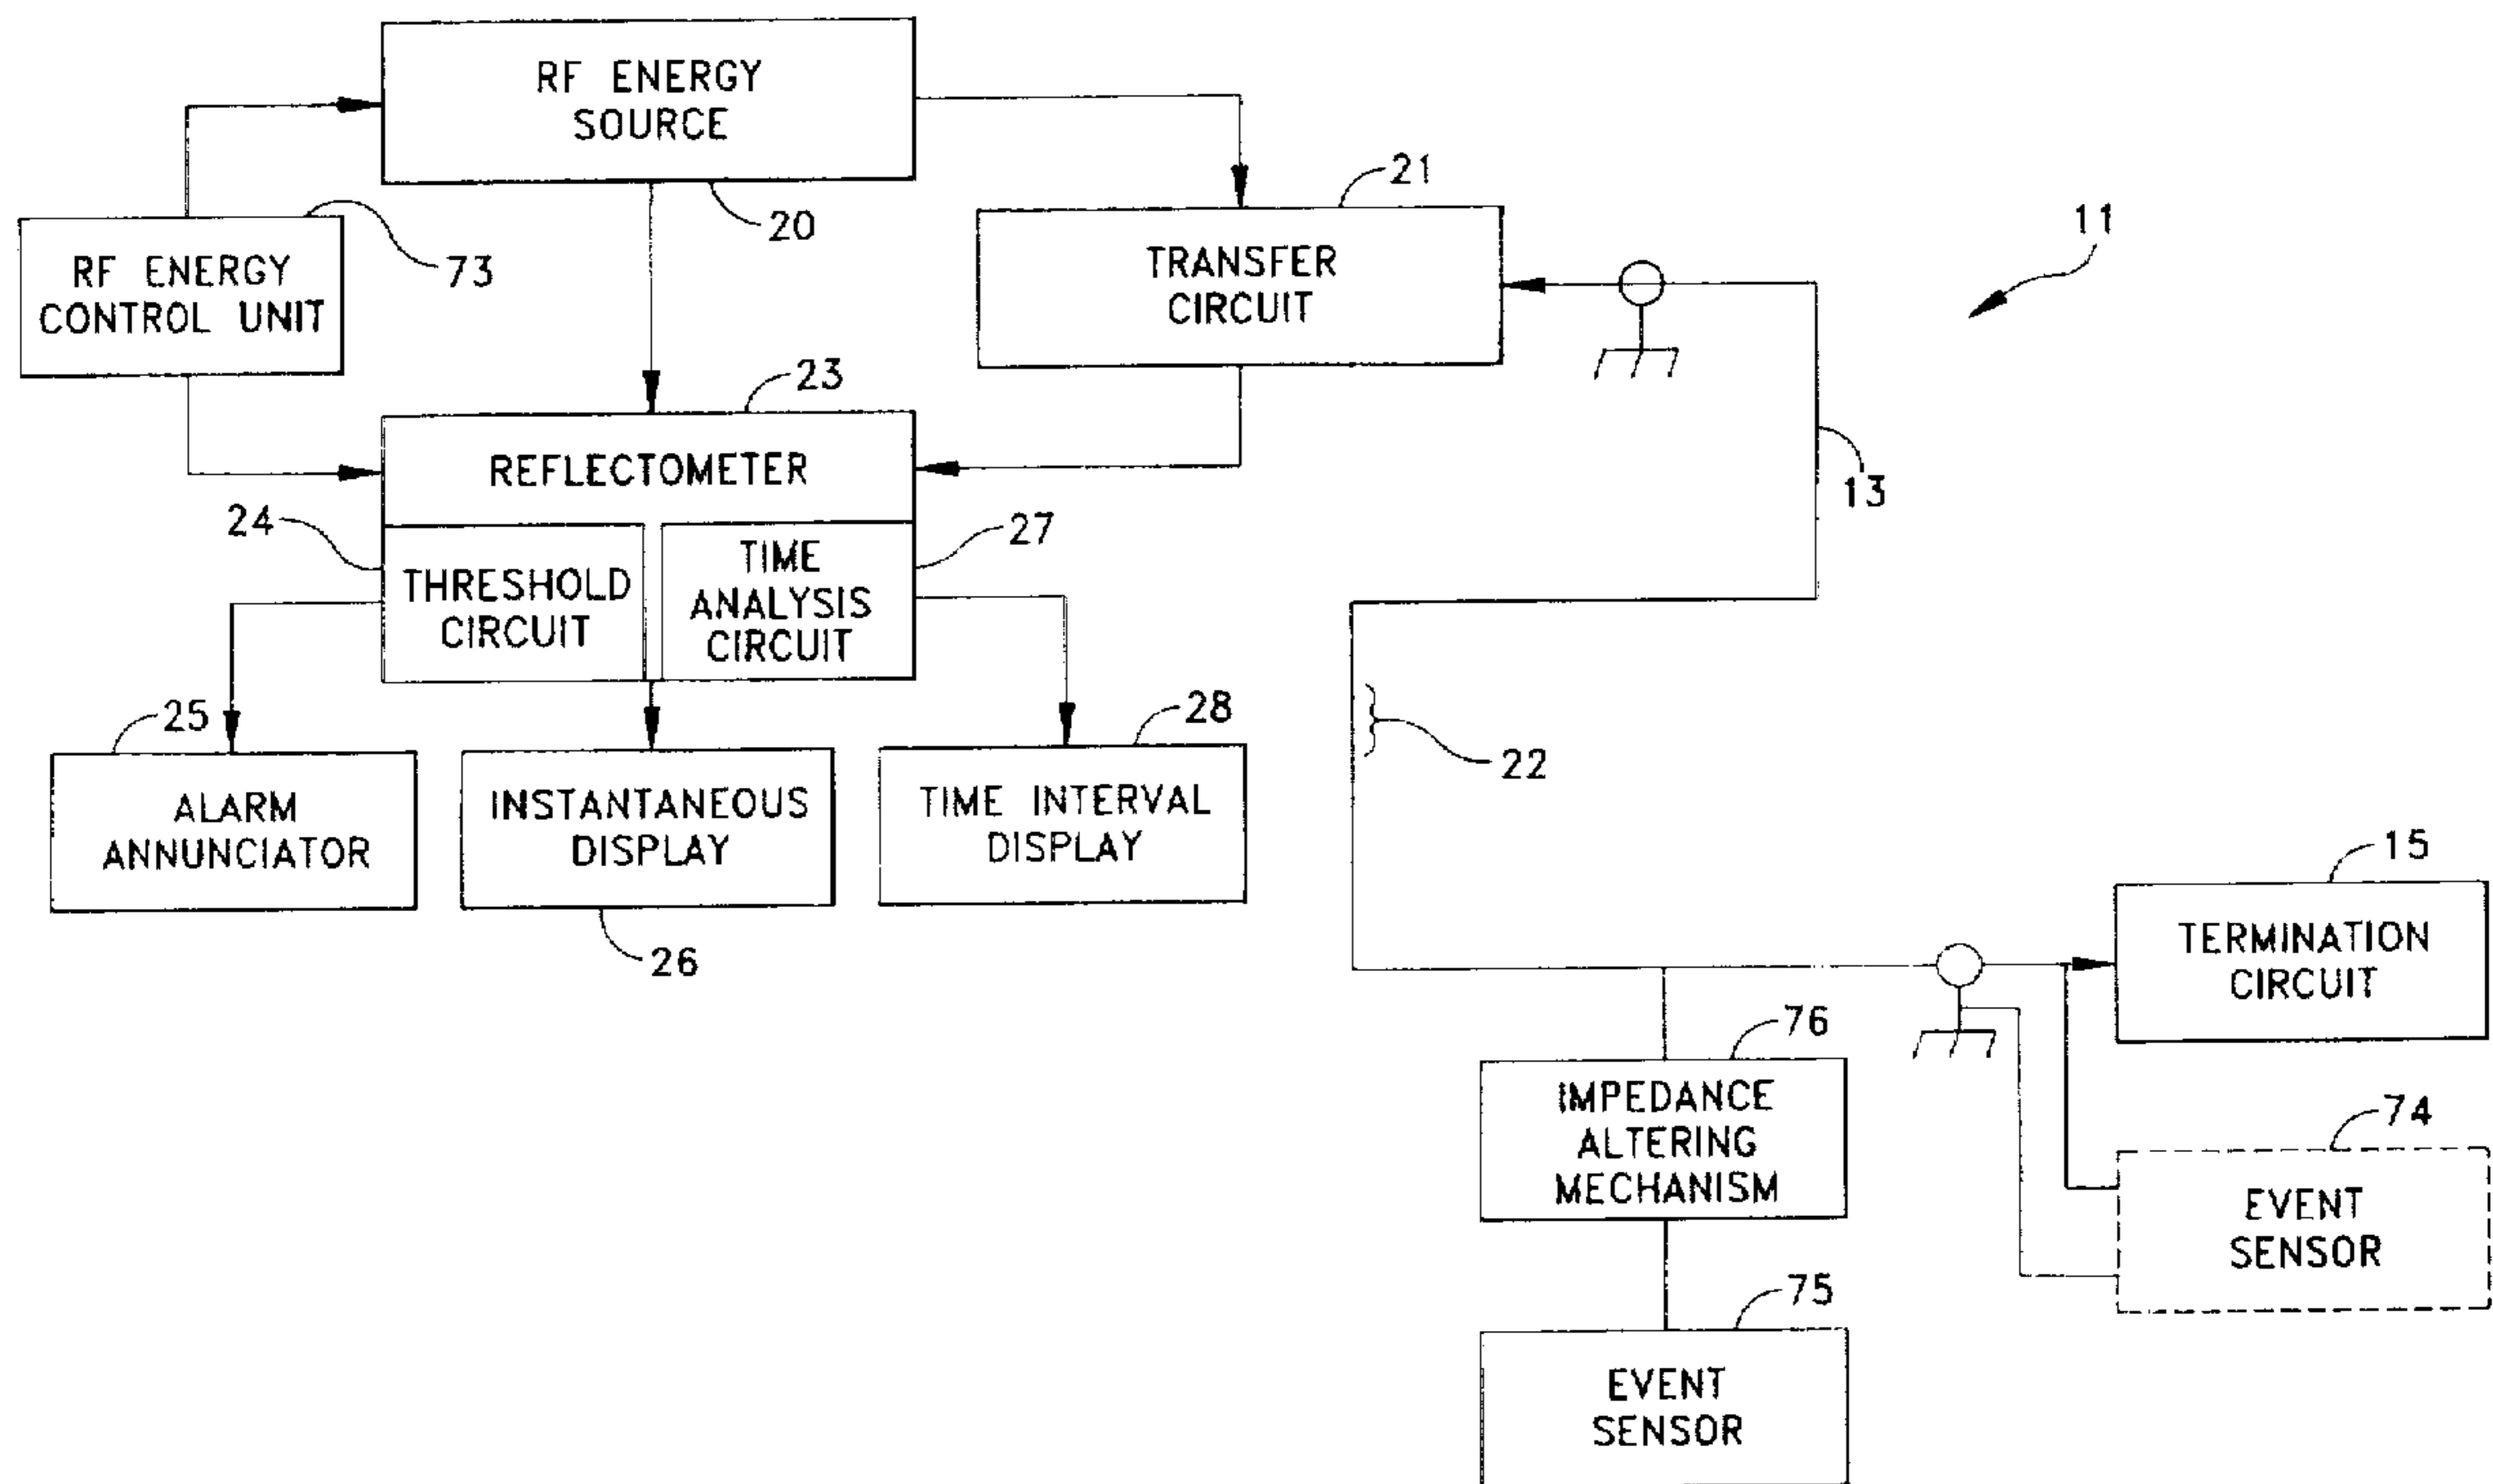 RF ENERGY
SOURCE
20
21
TRANSFER
CIRCUIT
11
RF ENERGY
CONTROL UNIT
73
23
REFLECTOMETER
13
24
THRESHOLD
CIRCUIT
TIME
ANALYSIS
CIRCUIT
27
25
ALARM
ANNUNCIATOR
INSTANTANEOUS
DISPLAY
26
28
TIME INTERVAL
DISPLAY
22
15
TERMINATION
CIRCUIT
76
IMPEDANCE
ALTERING
MECHANISM
74
EVENT
SENSOR
75
EVENT
SENSOR